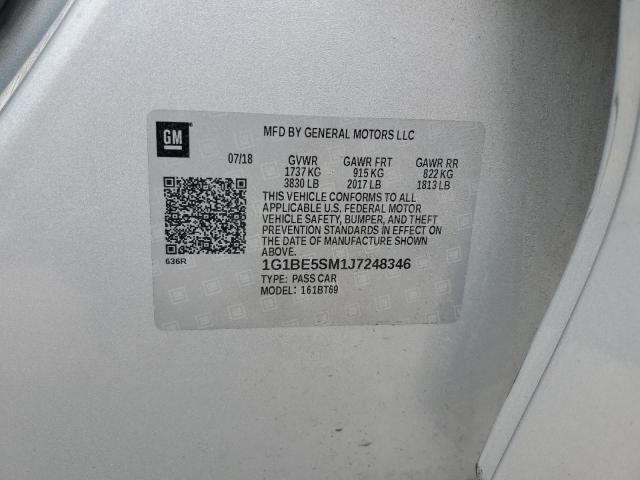 GM
MFD BY GENERAL MOTORS LLC
07/18 GVWR GAWR FRT GAWR RR
1737 KG 915 KG 822 KG
3830 LB 2017 LB 1813 LB
THIS VEHICLE CONFORMS TO ALL
APPLICABLE U.S. FEDERAL MOTOR
VEHICLE SAFETY, BUMPER, AND THEFT
PREVENTION STANDARDS IN EFFECT ON
THE DATE OF MANUFACTURE SHOWN
ABOVE.
636R
1G1BE5SM1J7248346
TYPE: PASS CAR
MODEL: 161BT69